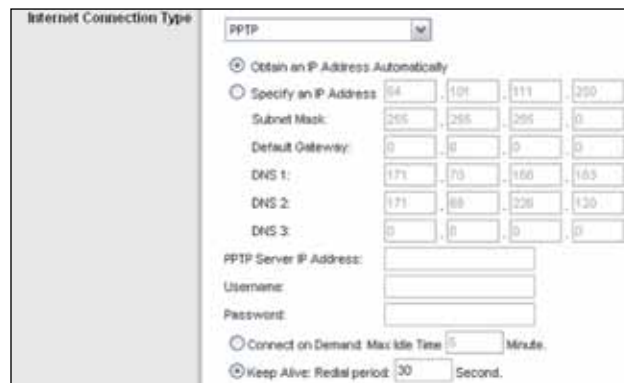 Internet Connection Type
PPTP
Obtain an IP Address Automatically
Specify an IP Address 64 . 101 . 111 . 250
Subnet Mask: 255 . 255 . 255 . 0
Default Gateway: 0 . 0 . 0 . 0
DNS 1: 171 . 70 . 168 . 183
DNS 2: 171 . 68 . 226 . 120
DNS 3: 0 . 0 . 0 . 0
PPTP Server IP Address:
Username:
Password:
Connect on Demand: Max Idle Time 5 Minute.
Keep Alive: Redial period: 30 Second.